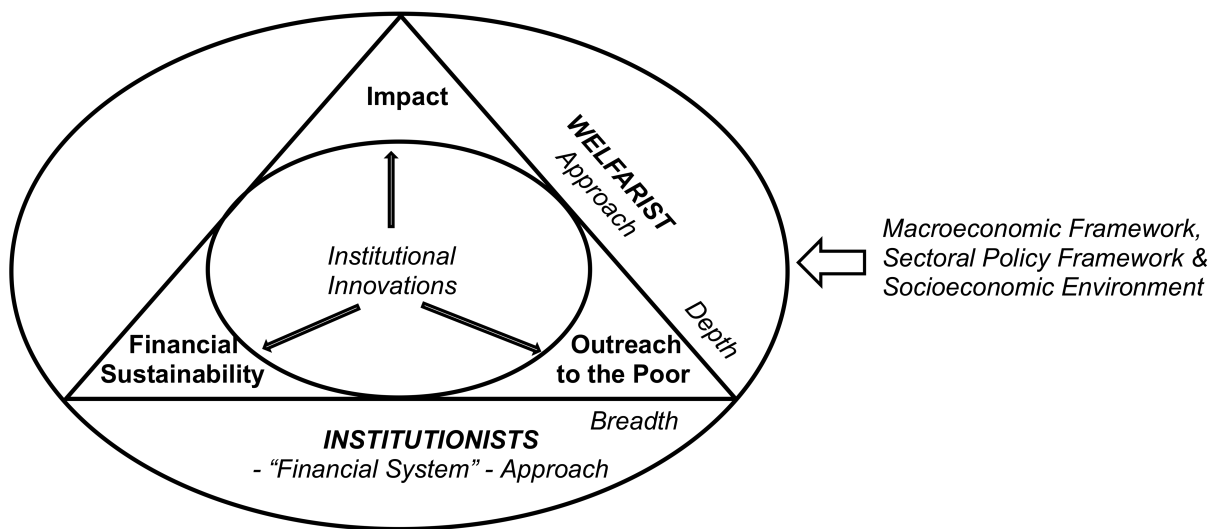 Impact
WELFARIST
Approach
Macroeconomic Framework,
Sectoral Policy Framework &
Socioeconomic Environment
Institutional
Innovations
Depth
Financial
Sustainability
Outreach
to the Poor
Breadth
INSTITUTIONISTS
- “Financial System” - Approach